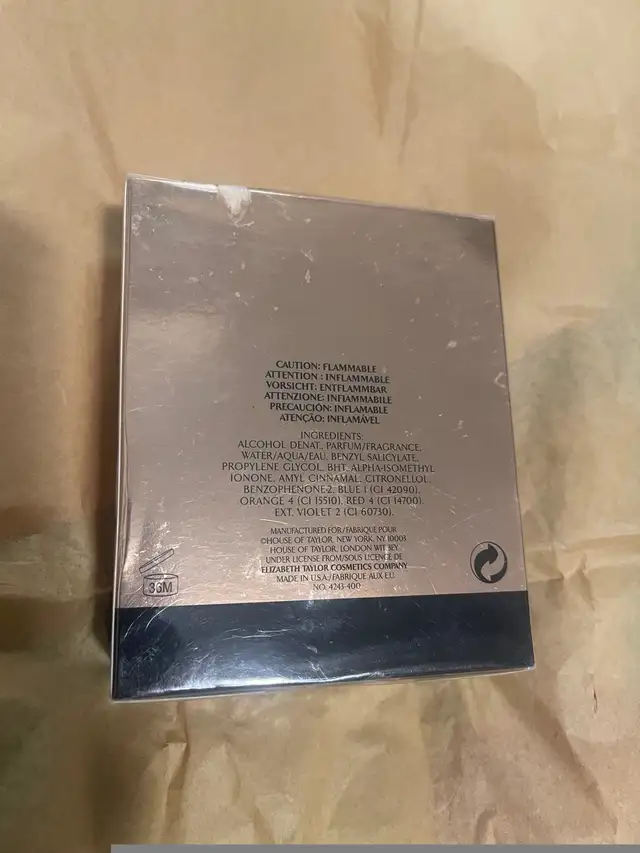 CAUTION: FLAMMABLE
ATTENTION : INFLAMMABLE
VORSICHT: ENTFLAMMBAR
ATTENZIONE: INFIAMMABILE
PRECAUCIÓN: INFLAMABLE
ATENÇÃO: INFLAMÁVEL
INGREDIENTS:
ALCOHOL DENAT., PARFUM/FRAGRANCE,
WATER/AQUA/EAU, BENZYL SALICYLATE,
PROPYLENE GLYCOL, BHT, ALPHA-ISOMETHYL
IONONE, AMYL CINNAMAL, CITRONELLOL,
BENZOPHENONE-2, BLUE 1 (CI 42090),
ORANGE 4 (CI 15510), RED 4 (CI 14700),
EXT. VIOLET 2 (CI 60730).
MANUFACTURED FOR/FABRIQUE POUR
©HOUSE OF TAYLOR, NEW YORK, NY 10003
HOUSE OF TAYLOR, LONDON
UNDER LICENSE FROM/SOUS LICENCE DE
ELIZABETH TAYLOR COSMETICS COMPANY
MADE IN U.S.A./FABRIQUE AUX E.U.
NO. 4243-400
36M